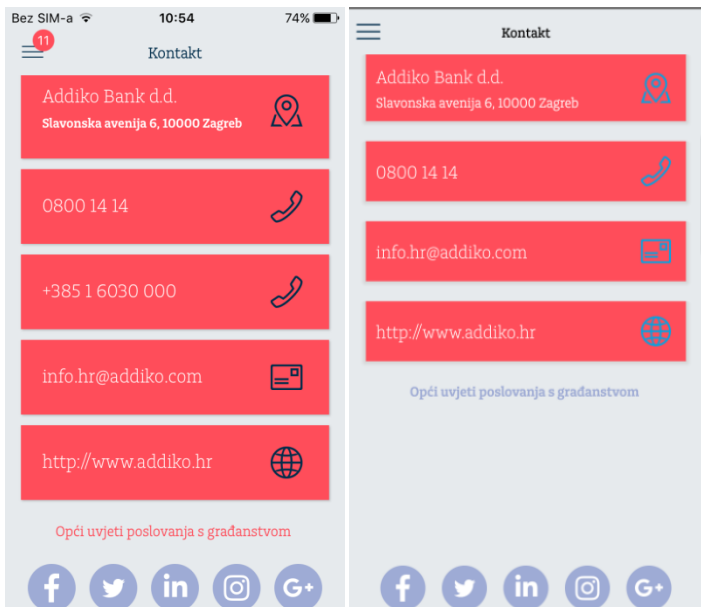 Bez SIM-a 10:54 74%
11
Kontakt
Addiko Bank d.d.
Slavonska avenija 6, 10000 Zagreb
0800 14 14
+385 1 6030 000
info.hr@addiko.com
http://www.addiko.hr
Opći uvjeti poslovanja s građanstvom
f in G+
Kontakt
Addiko Bank d.d.
Slavonska avenija 6, 10000 Zagreb
0800 14 14
info.hr@addiko.com
http://www.addiko.hr
Opći uvjeti poslovanja s građanstvom
f in G+